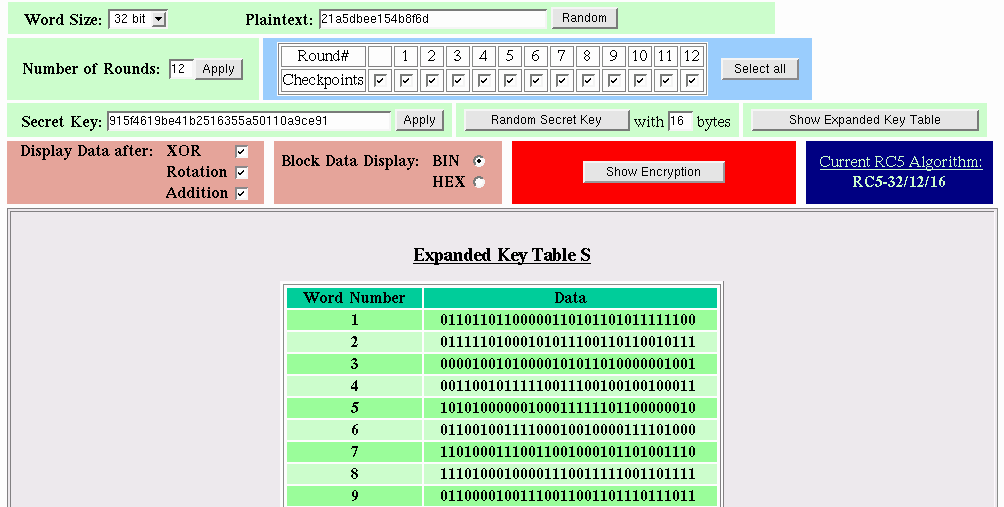 Word Size: 32 bit Plaintext: 21a5dbee154b8f6d Random
Number of Rounds: 12 Apply
Round# 1 2 3 4 5 6 7 8 9 10 11 12
Checkpoints
Select all
Secret Key: 915f4619be41b2516355a50110a9ce91 Apply Random Secret Key with 16 bytes Show Expanded Key Table
Display Data after: XOR
Rotation
Addition
Block Data Display: BIN
HEX
Show Encryption
Current RC5 Algorithm:
RC5-32/12/16
Expanded Key Table S
Word Number Data
1 01101101100000110101101101011111100
2 01111101000101011100110110010111
3 00001001010000101011010000001001
4 00110010111110011100100100100011
5 10101000000100011111101100000010
6 01100100111100010010000111101000
7 11010001110011001000101101001110
8 11101000100001110011111001101111
9 01100001001110011001101110111011